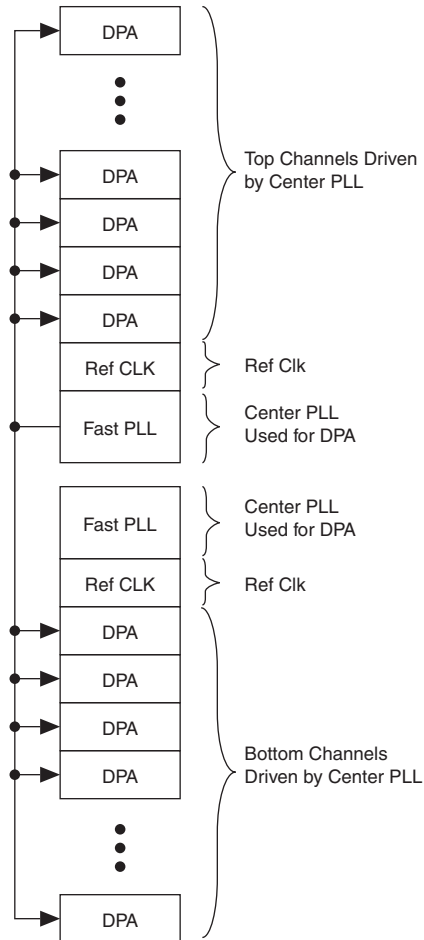 DPA
DPA
DPA
Top Channels Driven
by Center PLL
DPA
DPA
DPA
Ref CLK
Ref Clk
Fast PLL
Center PLL
Used for DPA
Fast PLL
Center PLL
Used for DPA
Ref CLK
Ref Clk
DPA
DPA
DPA
DPA
Bottom Channels
Driven by Center PLL
DPA